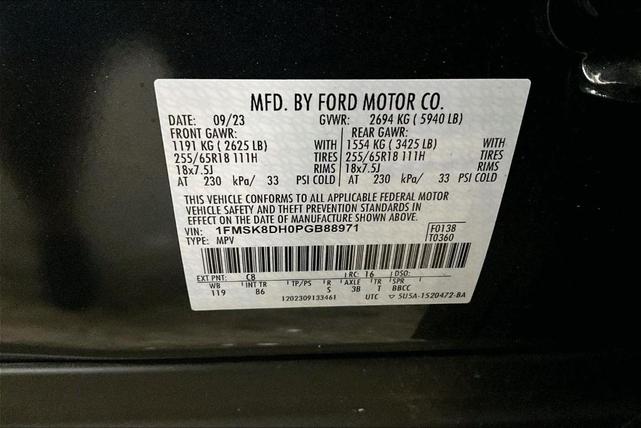 MFD. BY FORD MOTOR CO.
DATE: 09/23 GVWR: 2694 KG ( 5940 LB)
FRONT GAWR: REAR GAWR:
1191 KG ( 2625 LB) WITH 1554 KG ( 3425 LB) WITH
255/65R18 111H TIRES 255/65R18 111H TIRES
18x7.5J RIMS 18x7.5J RIMS
AT 230 kPa/ 33 PSI COLD AT 230 kPa/ 33 PSI COLD
THIS VEHICLE CONFORMS TO ALL APPLICABLE FEDERAL MOTOR
VEHICLE SAFETY AND THEFT PREVENTION STANDARDS IN
EFFECT ON THE DATE OF MANUFACTURE SHOWN ABOVE.
VIN: 1FMSK8DH0PGB88971 F0138
TYPE: MPV T0360
EXT PNT: C8 RC: 16 DSO:
WB INT TR TP/PS R AXLE TR SPR
119 B6 S 3B T BBCC
1202309133461 UTC ▽ 5U5A-1520472-BA